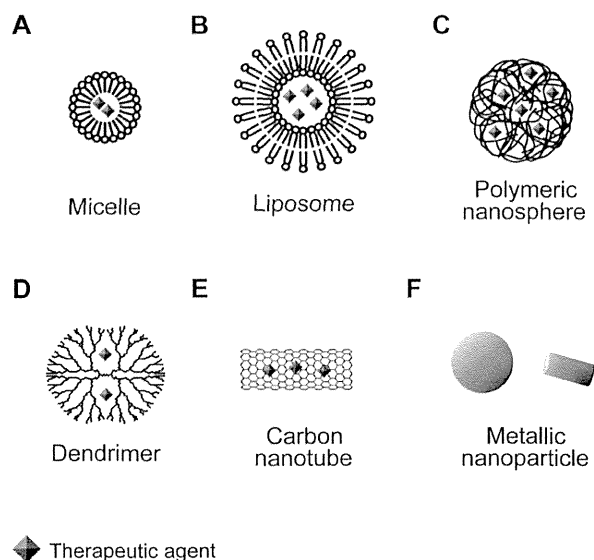 A
B
C
Micelle
Liposome
Polymeric
nanosphere
D
E
F
Dendrimer
Carbon
nanotube
Metallic
nanoparticle
Therapeutic agent